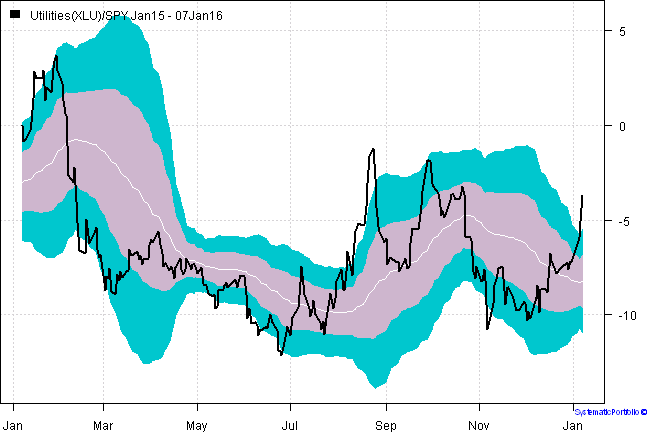 Utilities(XLU)/SPY Jan15 - 07Jan16
5
0
-5
-10
Jan Mar May Jul Sep Nov Jan
SystematicPortfolio ©